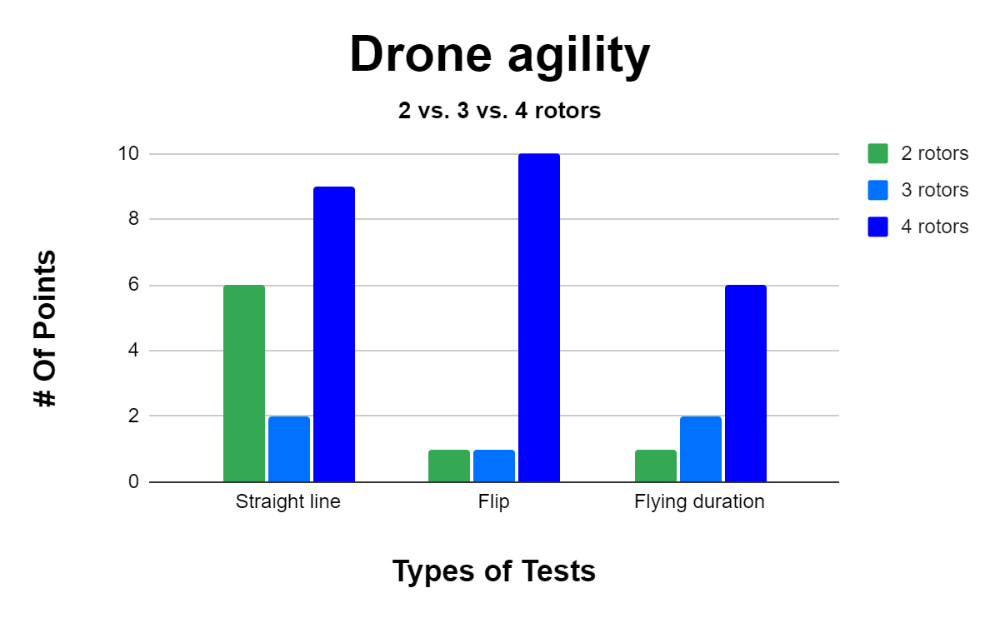 Drone agility
2 vs. 3 vs. 4 rotors
10
8
6
4
2
0
# Of Points
Straight line
Flip
Flying duration
Types of Tests
2 rotors
3 rotors
4 rotors